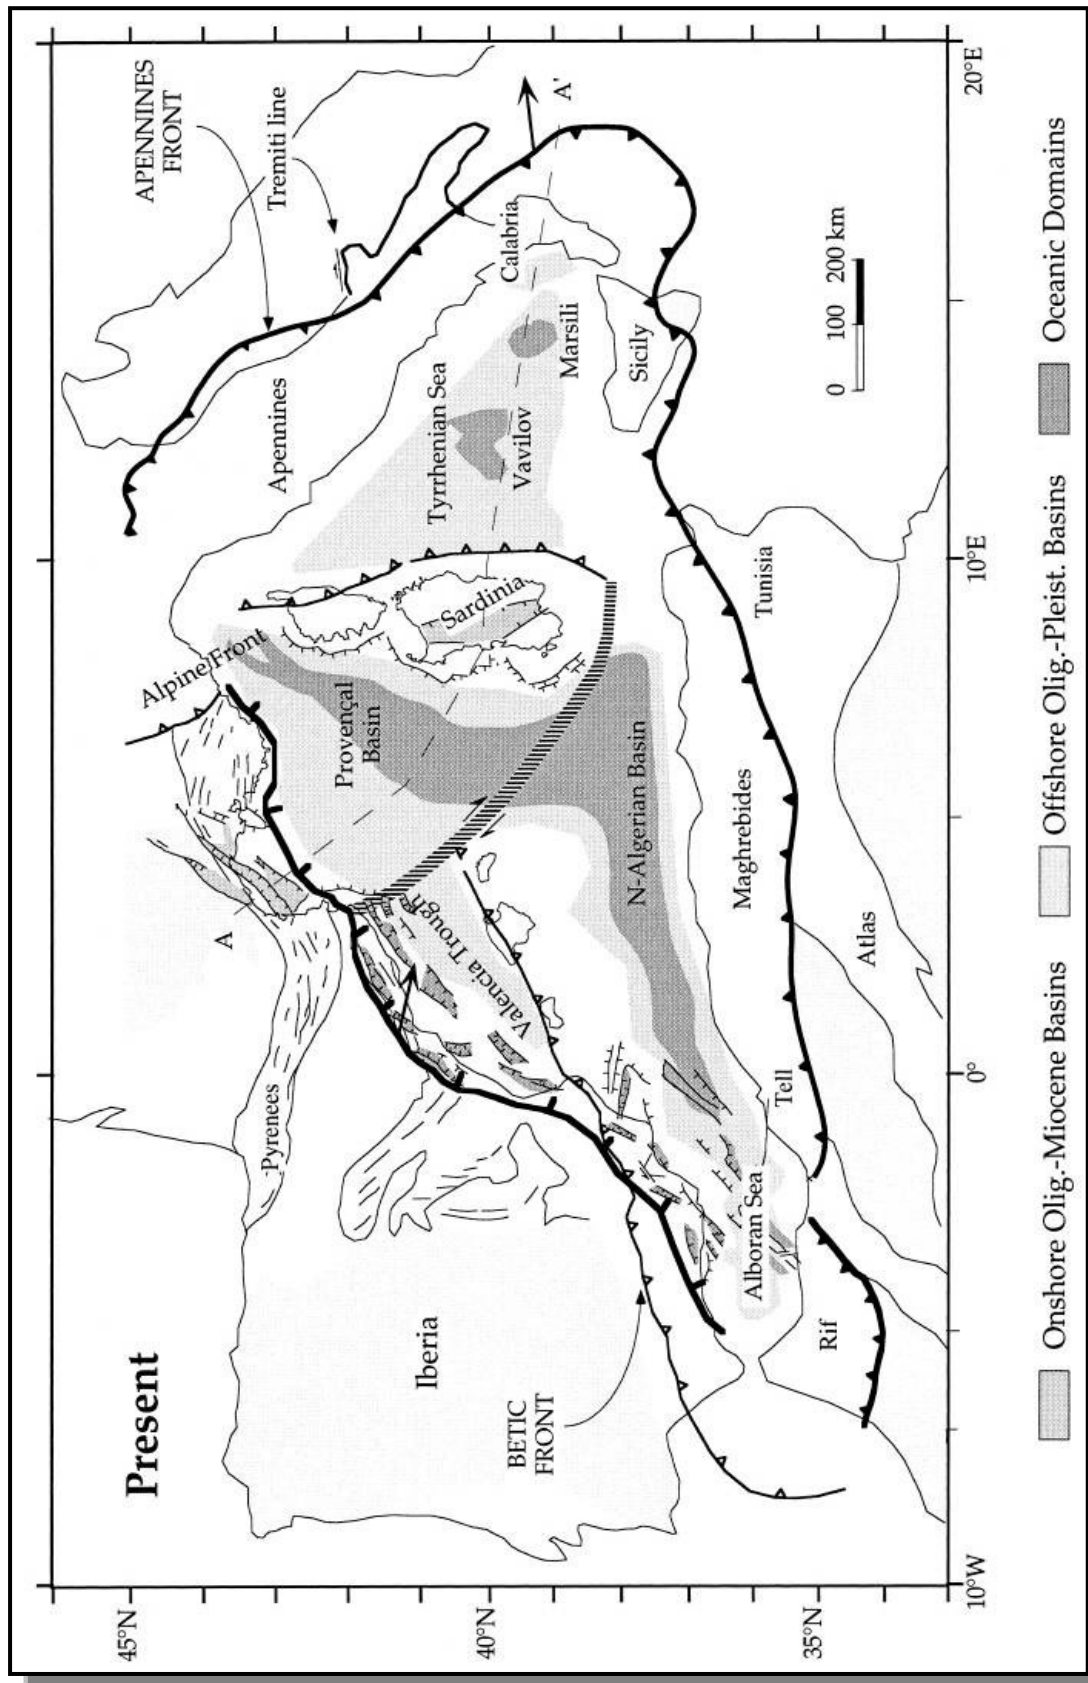 Present
APENNINES
FRONT
Tremiti line
Alpine Front
Apennines
A
A'
Pyrenees
Provençal
Basin
Tyrrhenian Sea
Sardinia
Calabria
Vavilov
Marsili
Iberia
Valencia Trough
BETIC
FRONT
N-Algerian Basin
Sicily
Alboran Sea
Tell
Maghrebides
Tunisia
Rif
Atlas
0 100 200 km
45°N
40°N
35°N
10°W
0°
10°E
20°E
Onshore Olig.-Miocene Basins
Offshore Olig.-Pleist. Basins
Oceanic Domains